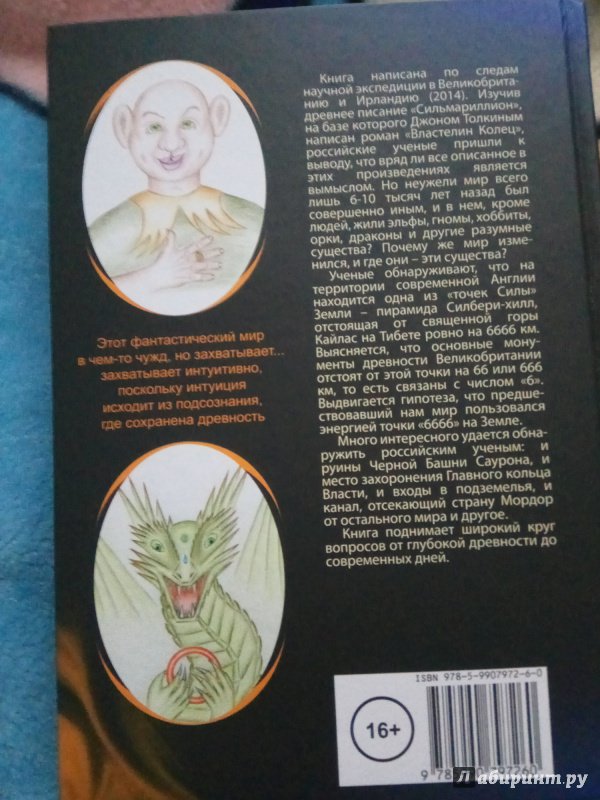 Книга написана по следам
научной экспедиции в Великобрита-
нию и Ирландию (2014). Изучив
древнее писание «Сильмариллион»,
на базе которого Джоном Толкиным
написан роман «Властелин Колец»,
российские ученые пришли к
выводу, что вряд ли все описанное в
этих произведениях является
вымыслом. Но неужели мир всего
лишь 6-10 тысяч лет назад был
совершенно иным, и в нем, кроме
людей, жили эльфы, гномы, хоббиты,
орки, драконы и другие разумные
существа? Почему же мир изме-
нился, и где они – эти существа?
Ученые обнаруживают, что на
территории современной Англии
находится одна из «точек Силы»
Земли – пирамида Силбери-хилл,
отстоящая от священной горы
Кайлас на Тибете ровно на 6666 км.
Выясняется, что основные мону-
менты древности Великобритании
отстоят от этой точки на 66 или 666
км, то есть связаны с числом «6».
Выдвигается гипотеза, что предше-
ствовавший нам мир пользовался
энергией точки «6666» на Земле.
Много интересного удается обна-
ружить российским ученым: и
руины Черной Башни Саурона, и
место захоронения Главного кольца
Власти, и входы в подземелья, и
канал, отсекающий страну Мордор
от остального мира и другое.
Книга поднимает широкий круг
вопросов от глубокой древности до
современных дней.
Этот фантастический мир
в чем-то чужд, но захватывает...
захватывает интуитивно,
поскольку интуиция
исходит из подсознания,
где сохранена древность
16+
ISBN 978-5-9907972-6-0
Лабиринт.ру